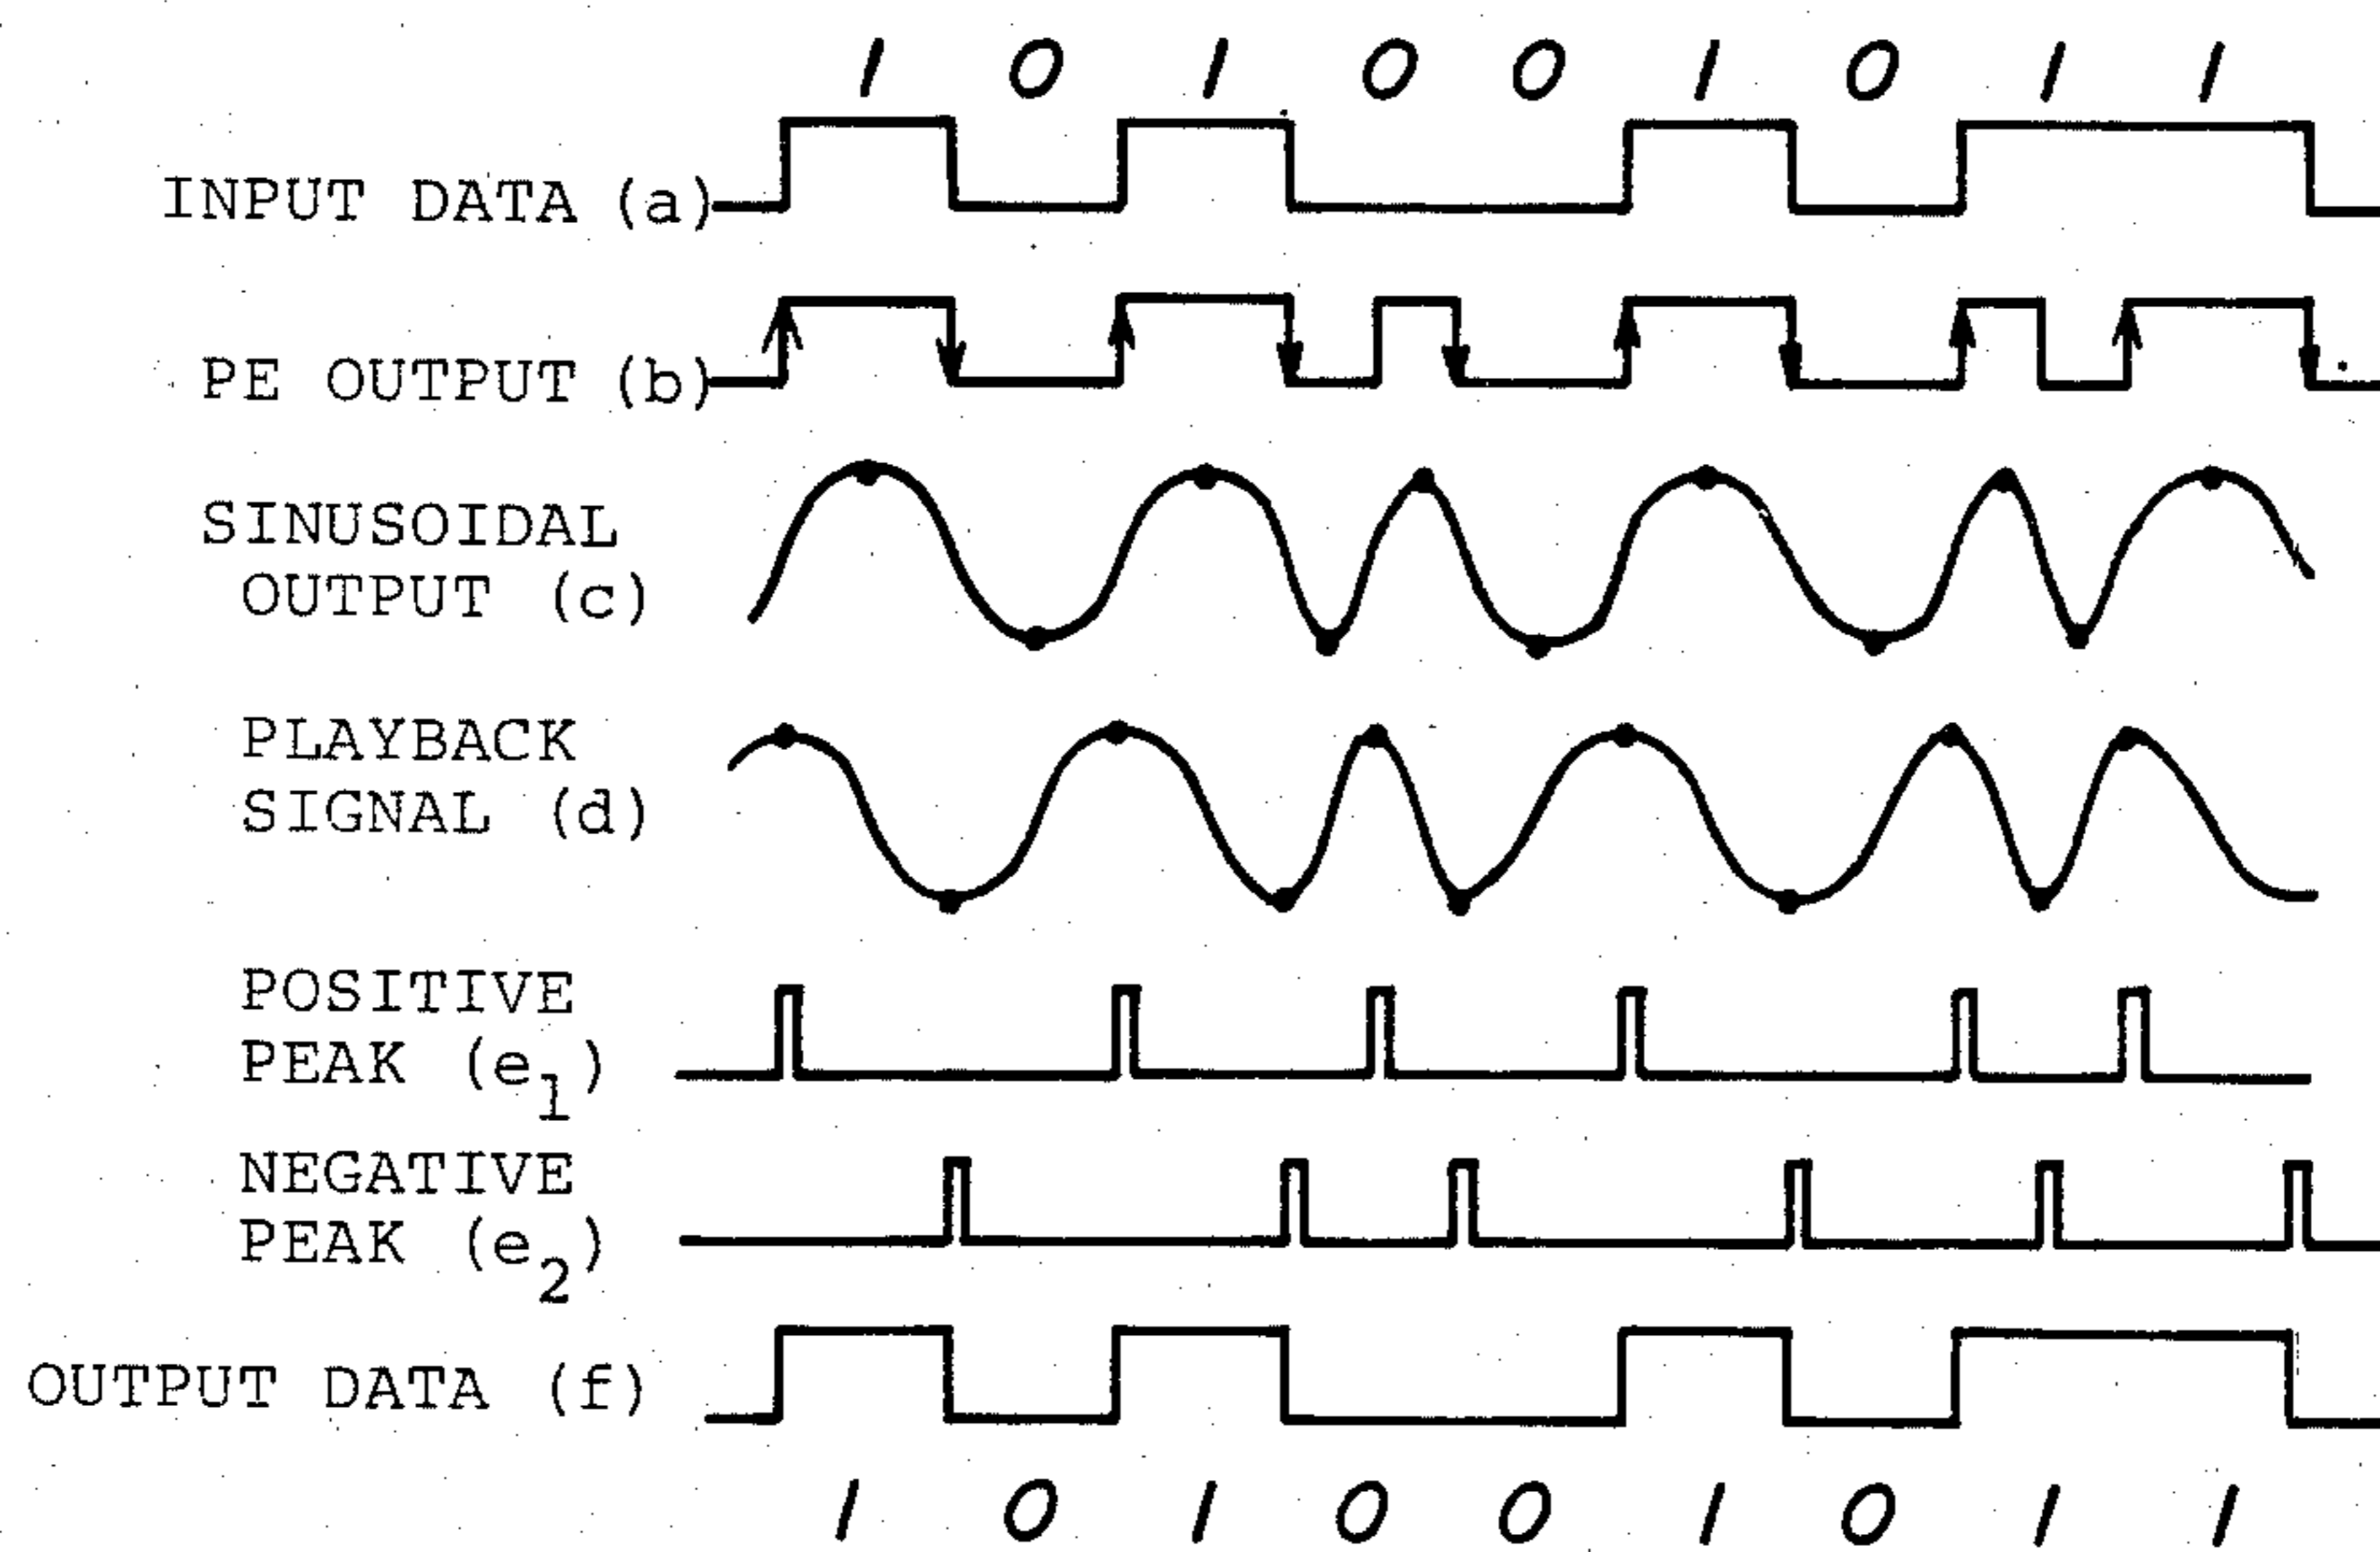 1 0 1 0 0 1 0 1 1
INPUT DATA (a)
PE OUTPUT (b)
SINUSOIDAL
OUTPUT (c)
PLAYBACK
SIGNAL (d)
POSITIVE
PEAK (e1)
NEGATIVE
PEAK (e2)
OUTPUT DATA (f)
1 0 1 0 0 1 0 1 1